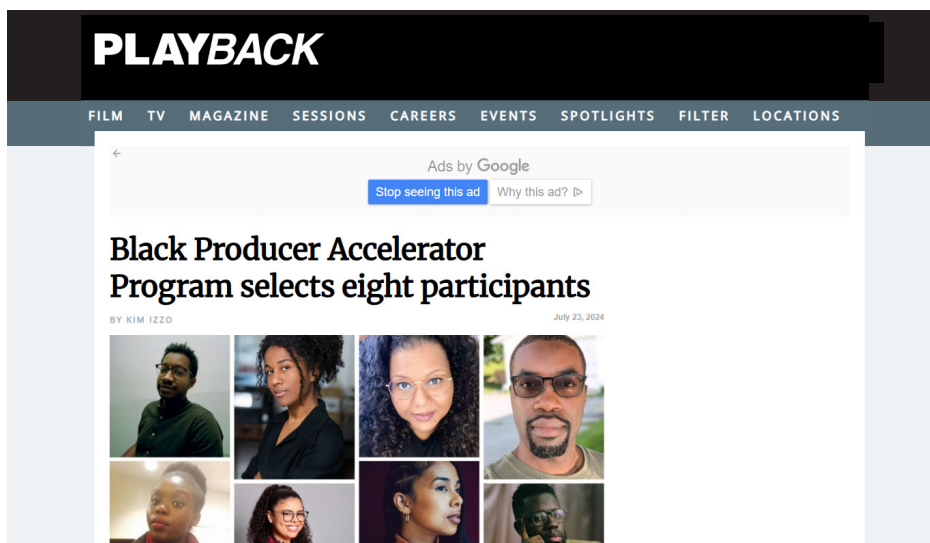 PLAYBACK
FILM TV MAGAZINE SESSIONS CAREERS EVENTS SPOTLIGHTS FILTER LOCATIONS
Ads by Google
Stop seeing this ad Why this ad?
Black Producer Accelerator
Program selects eight participants
BY KIM IZZO July 23, 2024